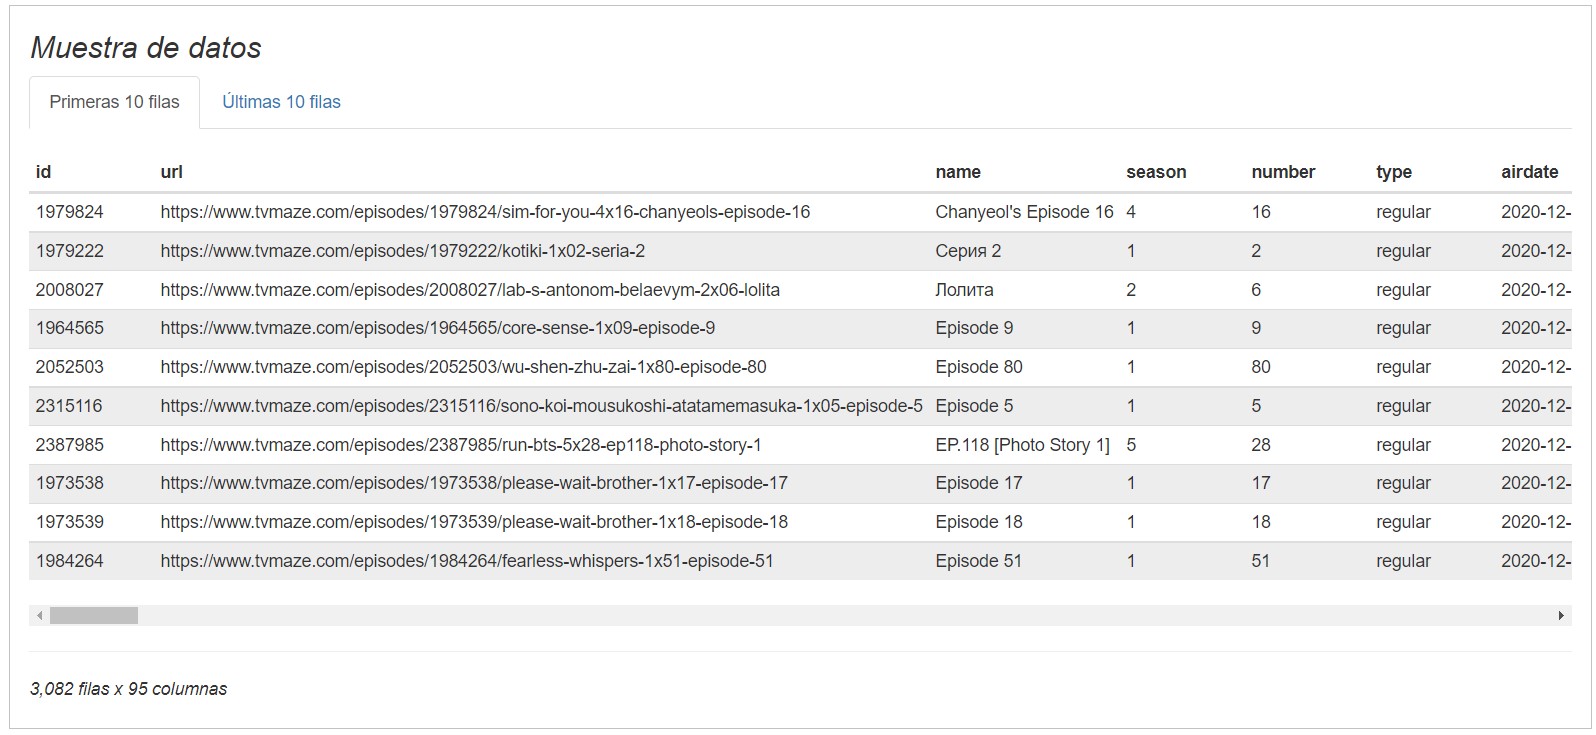 Muestra de datos
Primeras 10 filas Últimas 10 filas
id url name season number type airdate
1979824 https://www.tvmaze.com/episodes/1979824/sim-for-you-4x16-chanyeols-episode-16 Chanyeol's Episode 16 4 16 regular 2020-12-
1979222 https://www.tvmaze.com/episodes/1979222/kotiki-1x02-seria-2 Серия 2 1 2 regular 2020-12-
2008027 https://www.tvmaze.com/episodes/2008027/lab-s-antonom-belaevym-2x06-lolita Лолита 2 6 regular 2020-12-
1964565 https://www.tvmaze.com/episodes/1964565/core-sense-1x09-episode-9 Episode 9 1 9 regular 2020-12-
2052503 https://www.tvmaze.com/episodes/2052503/wu-shen-zhu-zai-1x80-episode-80 Episode 80 1 80 regular 2020-12-
2315116 https://www.tvmaze.com/episodes/2315116/sono-koi-mousukoshi-atatamemasuka-1x05-episode-5 Episode 5 1 5 regular 2020-12-
2387985 https://www.tvmaze.com/episodes/2387985/run-bts-5x28-ep118-photo-story-1 EP.118 [Photo Story 1] 5 28 regular 2020-12-
1973538 https://www.tvmaze.com/episodes/1973538/please-wait-brother-1x17-episode-17 Episode 17 1 17 regular 2020-12-
1973539 https://www.tvmaze.com/episodes/1973539/please-wait-brother-1x18-episode-18 Episode 18 1 18 regular 2020-12-
1984264 https://www.tvmaze.com/episodes/1984264/fearless-whispers-1x51-episode-51 Episode 51 1 51 regular 2020-12-
3,082 filas x 95 columnas